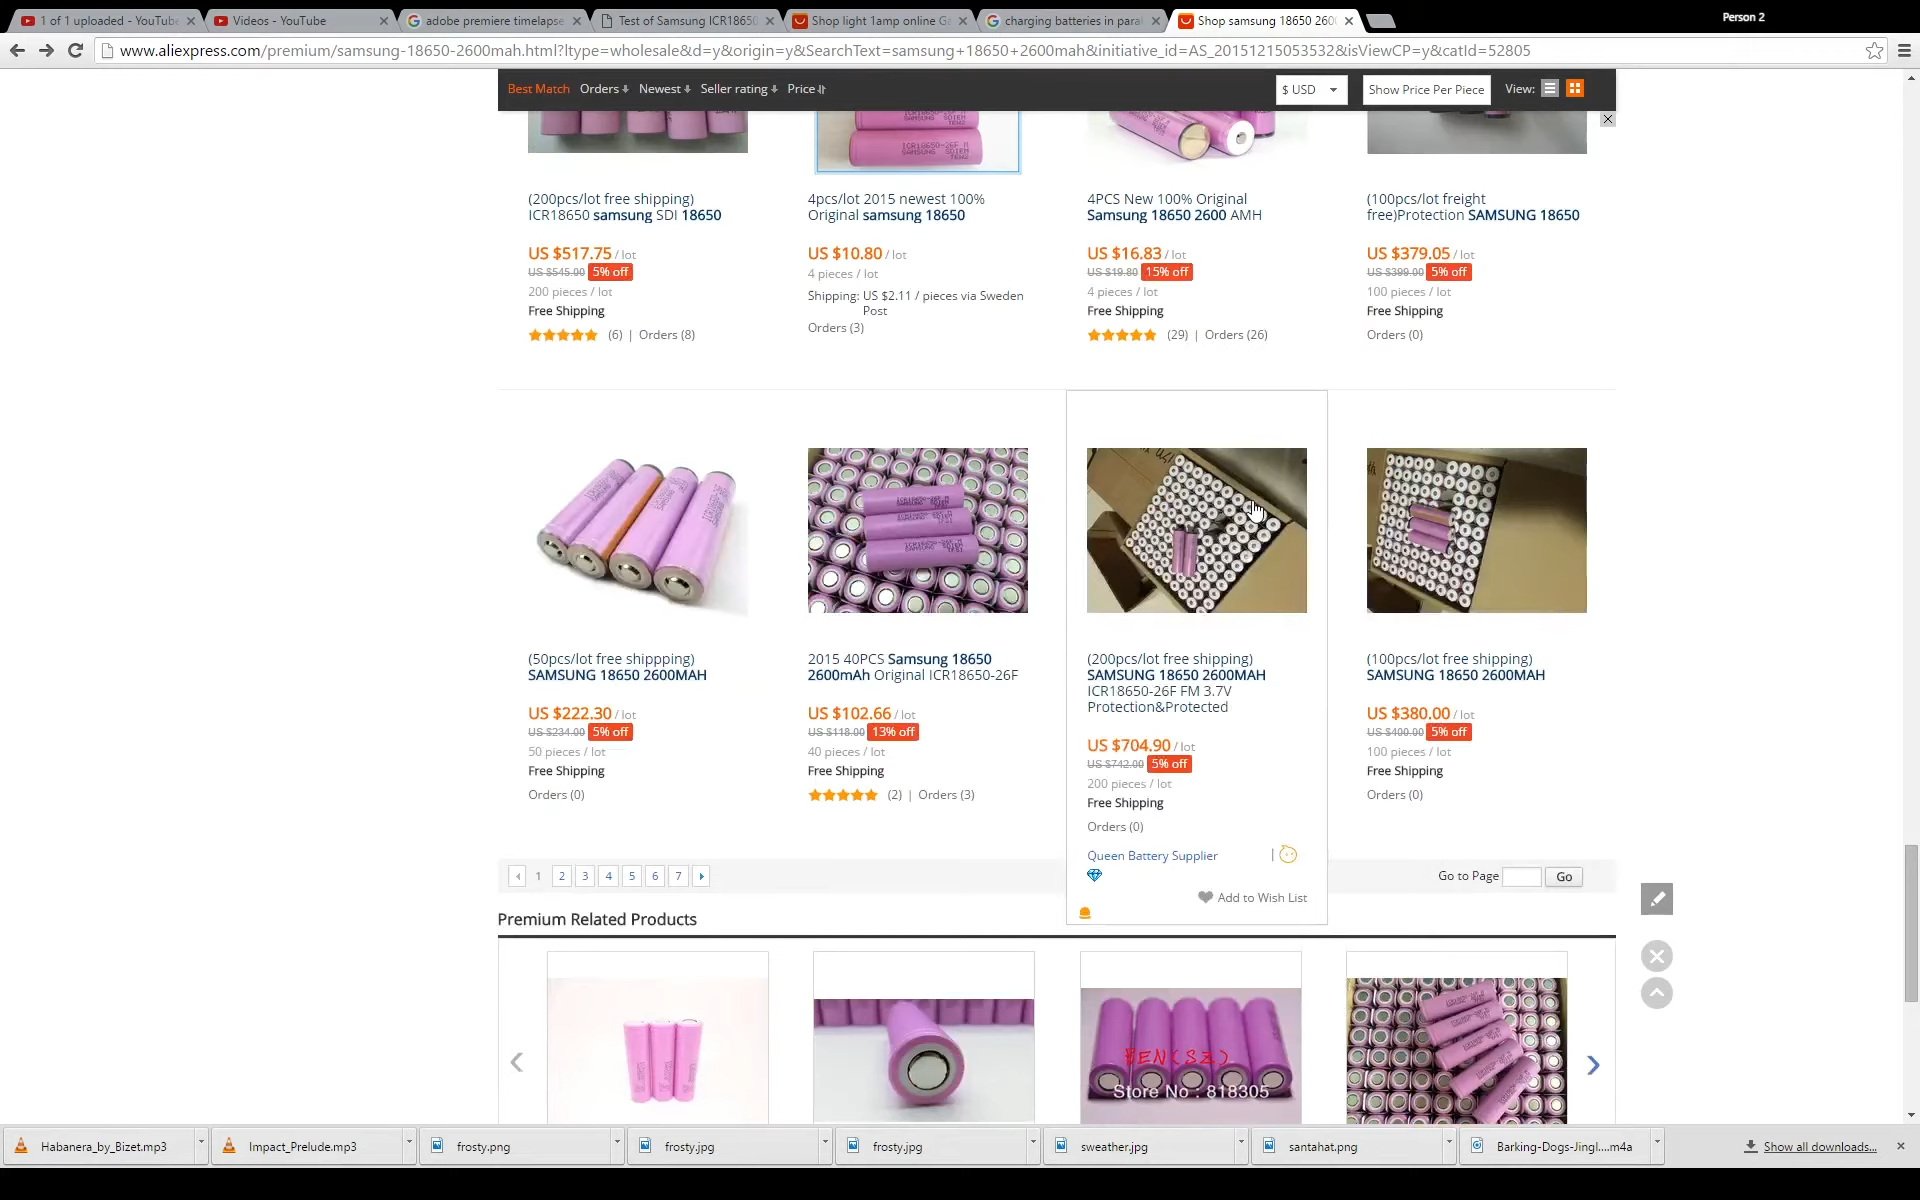 Person 2
1 of 1 uploaded - YouTube
Videos - YouTube
adobe premiere timelapse
Test of Samsung ICR18650
Shop light 1amp online Ga
charging batteries in paral
Shop samsung 18650 260
www.aliexpress.com/premium/samsung-18650-2600mah.html?ltype=wholesale&d=y&origin=y&SearchText=samsung+18650+2600mah&initiative_id=AS_20151215053532&isViewCP=y&catId=52805
Best Match Orders Newest Seller rating Price
$ USD
Show Price Per Piece
View:
ICR18650-26F M
SAMSUNG SDIEM
(200pcs/lot free shipping)
ICR18650 samsung SDI 18650
US $517.75 / lot
US $545.00 5% off
200 pieces / lot
Free Shipping
(6) | Orders (8)
4pcs/lot 2015 newest 100%
Original samsung 18650
US $10.80 / lot
4 pieces / lot
Shipping: US $2.11 / pieces via Sweden
Post
Orders (3)
4PCS New 100% Original
Samsung 18650 2600 AMH
US $16.83 / lot
US $19.80 15% off
4 pieces / lot
Free Shipping
(29) | Orders (26)
(100pcs/lot freight
free)Protection SAMSUNG 18650
US $379.05 / lot
US $399.00 5% off
100 pieces / lot
Free Shipping
Orders (0)
(50pcs/lot free shippping)
SAMSUNG 18650 2600MAH
US $222.30 / lot
US $234.00 5% off
50 pieces / lot
Free Shipping
Orders (0)
2015 40PCS Samsung 18650
2600mAh Original ICR18650-26F
US $102.66 / lot
US $118.00 13% off
40 pieces / lot
Free Shipping
(2) | Orders (3)
(200pcs/lot free shipping)
SAMSUNG 18650 2600MAH
ICR18650-26F FM 3.7V
Protection&Protected
US $704.90 / lot
US $742.00 5% off
200 pieces / lot
Free Shipping
Orders (0)
Queen Battery Supplier
Add to Wish List
(100pcs/lot free shipping)
SAMSUNG 18650 2600MAH
US $380.00 / lot
US $400.00 5% off
100 pieces / lot
Free Shipping
Orders (0)
1 2 3 4 5 6 7
Go to Page Go
Premium Related Products
BEN(SZ)
Store No : 818305
Habanera_by_Bizet.mp3
Impact_Prelude.mp3
frosty.png
frosty.jpg
frosty.jpg
sweather.jpg
santahat.png
Barking-Dogs-Jingl....m4a
Show all downloads...